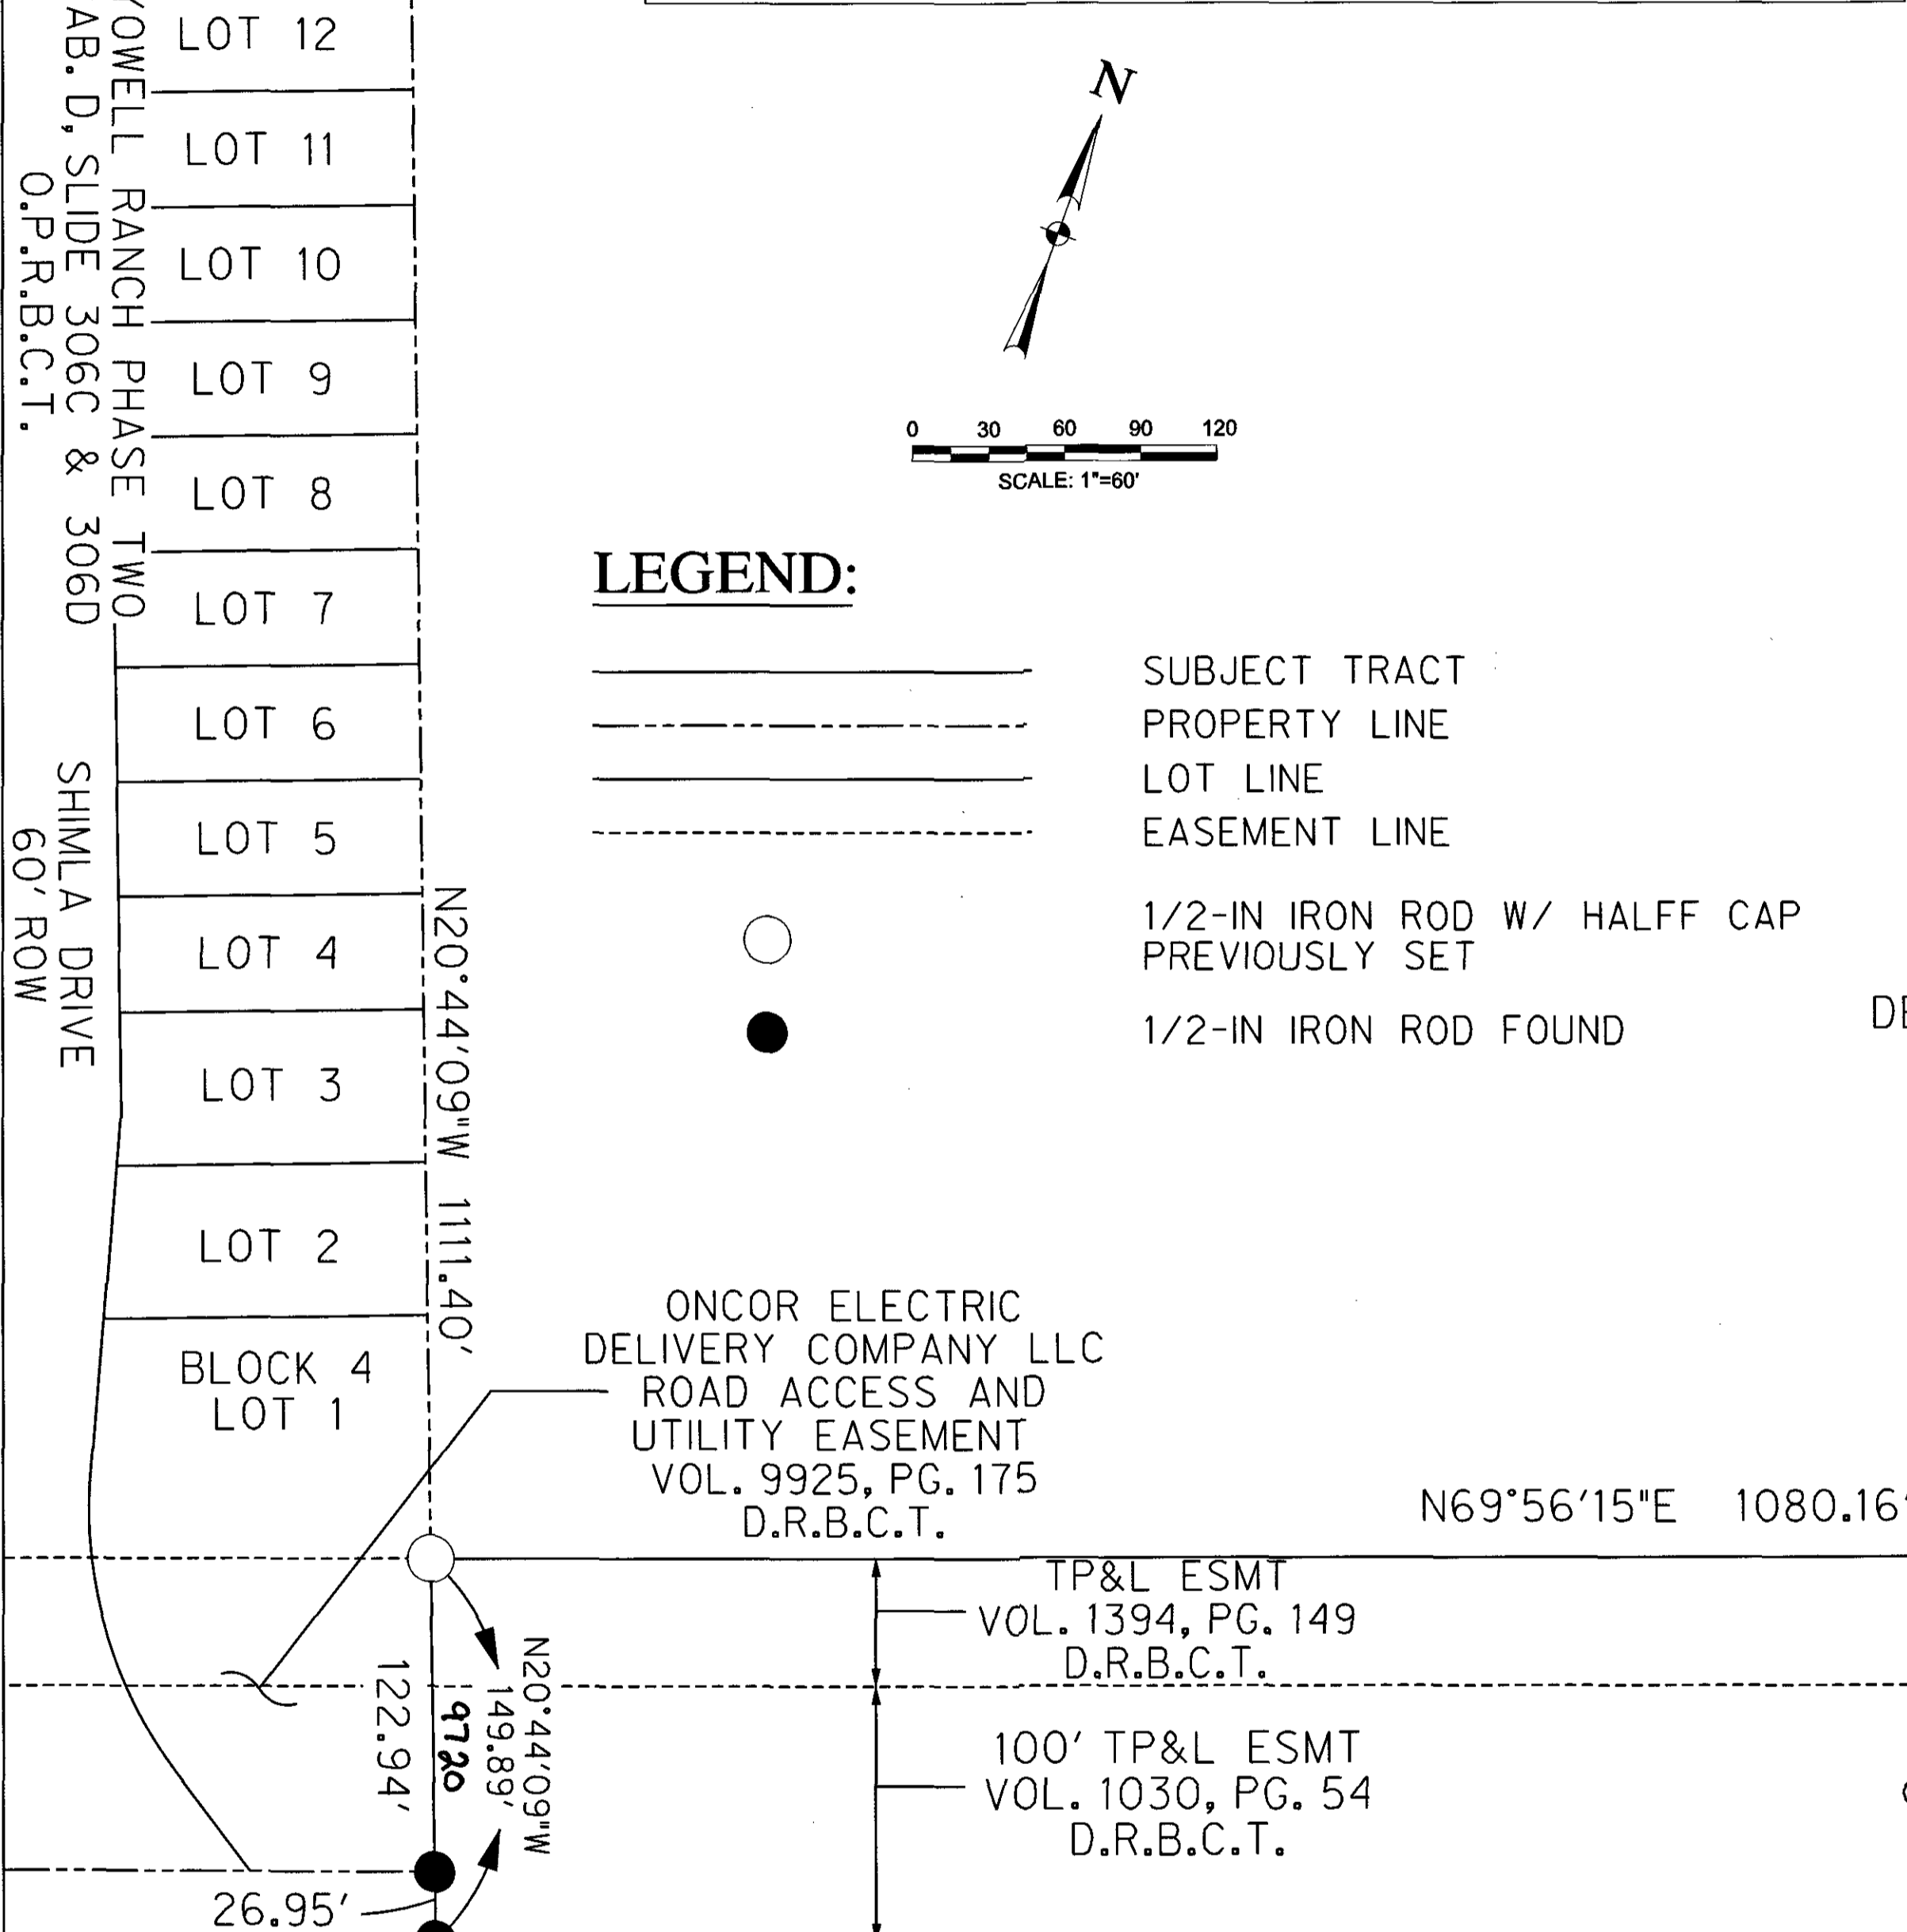 LOT 12
LOT 11
LOT 10
LOT 9
LOT 8
LOT 7
LOT 6
LOT 5
LOT 4
LOT 3
LOT 2
BLOCK 4
LOT 1
YOWELL RANCH PHASE TWO
AB. D, SLIDE 306C & 306D
O.P.R.B.C.T.
SHIMLA DRIVE
60' ROW
N20°44'09"W 1111.40'
N
0 30 60 90 120
SCALE: 1"=60'
LEGEND:
SUBJECT TRACT
PROPERTY LINE
LOT LINE
EASEMENT LINE
1/2-IN IRON ROD W/ HALFF CAP
PREVIOUSLY SET
1/2-IN IRON ROD FOUND
ONCOR ELECTRIC
DELIVERY COMPANY LLC
ROAD ACCESS AND
UTILITY EASEMENT
VOL. 9925, PG. 175
D.R.B.C.T.
N69°56'15"E 1080.16'
TP&L ESMT
VOL. 1394, PG. 149
D.R.B.C.T.
100' TP&L ESMT
VOL. 1030, PG. 54
D.R.B.C.T.
N20°44'09"W
149.89'
9720
122.94'
26.95'